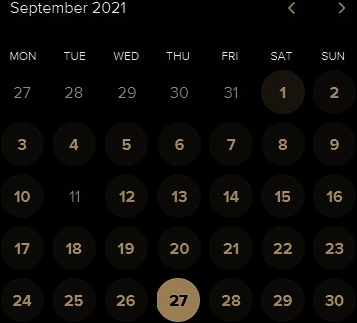 September 2021
MON TUE WED THU FRI SAT SUN
27 28 29 30 31 1 2
3 4 5 6 7 8 9
10 11 12 13 14 15 16
17 18 19 20 21 22 23
24 25 26 27 28 29 30